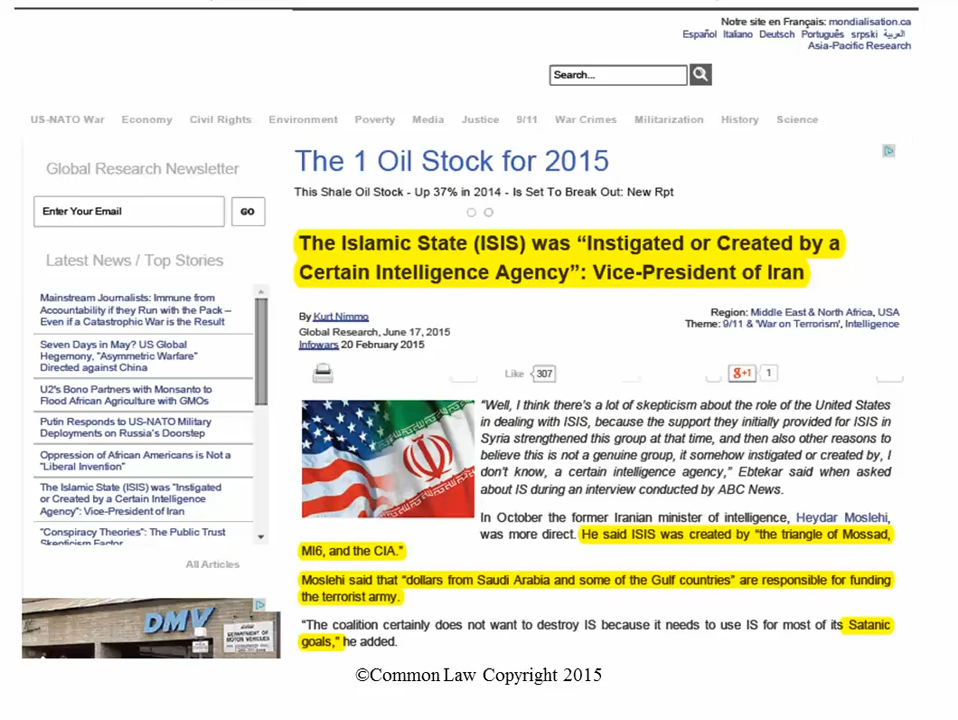 Notre site en Français: mondialisation.ca
Español Italiano Deutsch Português srpski العربية
Asia-Pacific Research
Search...
US-NATO War Economy Civil Rights Environment Poverty Media Justice 9/11 War Crimes Militarization History Science
Global Research Newsletter
Enter Your Email GO
Latest News / Top Stories
Mainstream Journalists: Immune from
Accountability if they Run with the Pack –
Even if a Catastrophic War is the Result
Seven Days in May? US Global
Hegemony, "Asymmetric Warfare"
Directed against China
U2's Bono Partners with Monsanto to
Flood African Agriculture with GMOs
Putin Responds to US-NATO Military
Deployments on Russia's Doorstep
Oppression of African Americans is Not a
"Liberal Invention"
The Islamic State (ISIS) was "Instigated
or Created by a Certain Intelligence
Agency": Vice-President of Iran
"Conspiracy Theories": The Public Trust
Skepticism Factor
All Articles
DMV
DEPARTMENT OF
MOTOR VEHICLES
The 1 Oil Stock for 2015
This Shale Oil Stock - Up 37% in 2014 - Is Set To Break Out: New Rpt
The Islamic State (ISIS) was “Instigated or Created by a
Certain Intelligence Agency”: Vice-President of Iran
By Kurt Nimmo
Global Research, June 17, 2015
Infowars 20 February 2015
Region: Middle East & North Africa, USA
Theme: 9/11 & 'War on Terrorism', Intelligence
Like 307
g+1 1
“Well, I think there’s a lot of skepticism about the role of the United States
in dealing with ISIS, because the support they initially provided for ISIS in
Syria strengthened this group at that time, and then also other reasons to
believe this is not a genuine group, it somehow instigated or created by, I
don’t know, a certain intelligence agency,” Ebtekar said when asked
about IS during an interview conducted by ABC News.
In October the former Iranian minister of intelligence, Heydar Moslehi,
was more direct. He said ISIS was created by “the triangle of Mossad,
MI6, and the CIA.”
Moslehi said that “dollars from Saudi Arabia and some of the Gulf countries” are responsible for funding
the terrorist army.
“The coalition certainly does not want to destroy IS because it needs to use IS for most of its Satanic
goals,” he added.
©Common Law Copyright 2015